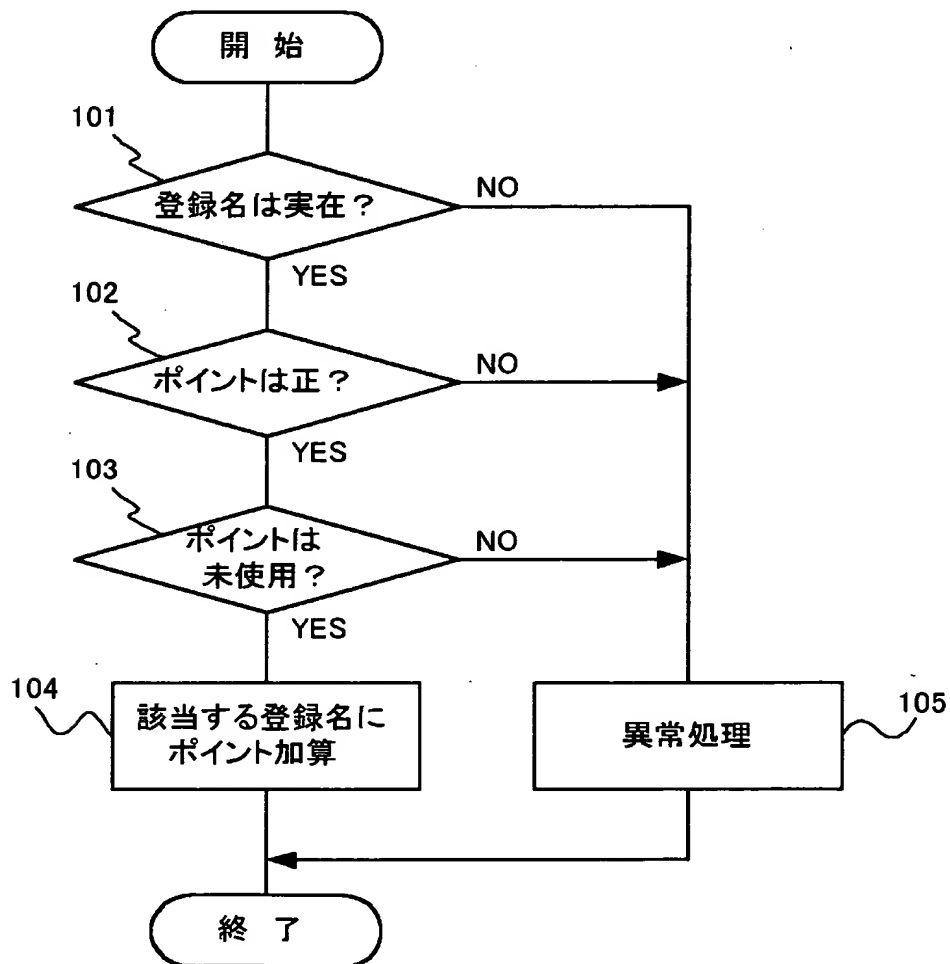 開 始
101
登録名は実在?
NO
YES
102
ポイントは正?
NO
YES
103
ポイントは
未使用?
NO
YES
104
該当する登録名に
ポイント加算
異常処理
105
終 了